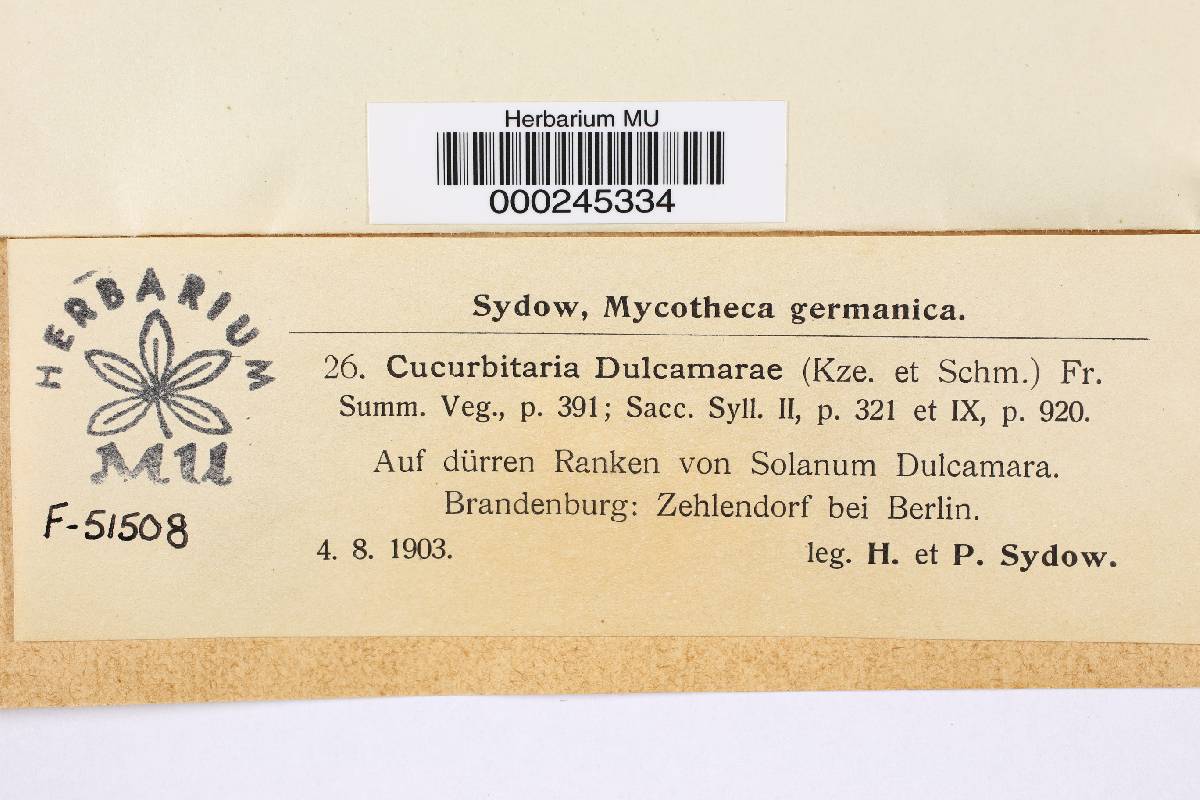 Herbarium MU
000245334
HERBARIUM
MU
F-51508
Sydow, Mycotheca germanica.
26. Cucurbitaria Dulcamarae (Kze. et Schm.) Fr.
Summ. Veg., p. 391; Sacc. Syll. II, p. 321 et IX, p. 920.
Auf dürren Ranken von Solanum Dulcamara.
Brandenburg: Zehlendorf bei Berlin.
4. 8. 1903. leg. H. et P. Sydow.